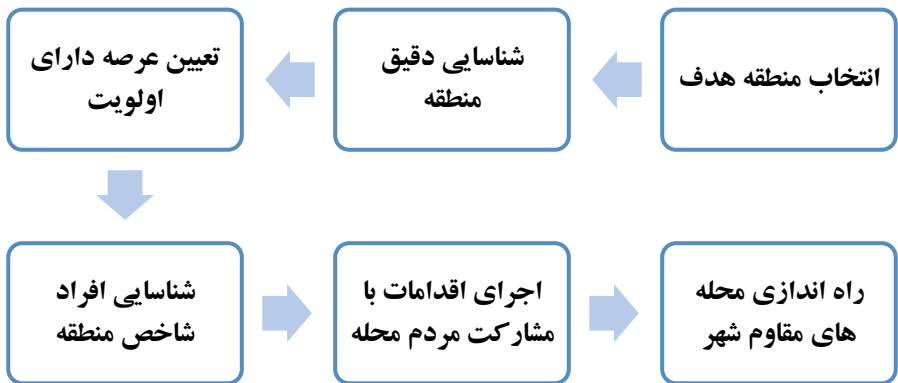 انتخاب منطقه هدف
شناسایی دقیق
منطقه
تعیین عرصه دارای
اولویت
شناسایی افراد
شاخص منطقه
اجرای اقدامات با
مشارکت مردم محله
راه اندازی محله
های مقاوم شهر